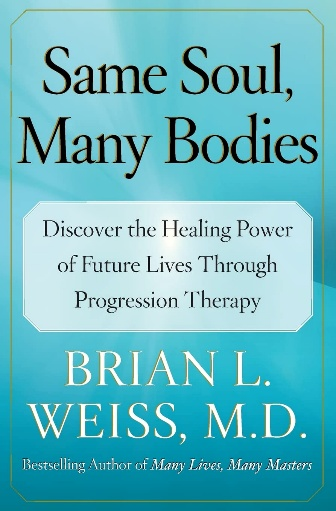 Same Soul,
Many Bodies
Discover the Healing Power
of Future Lives Through
Progression Therapy
BRIAN L.
WEISS, M.D.
Bestselling Author of Many Lives, Many Masters